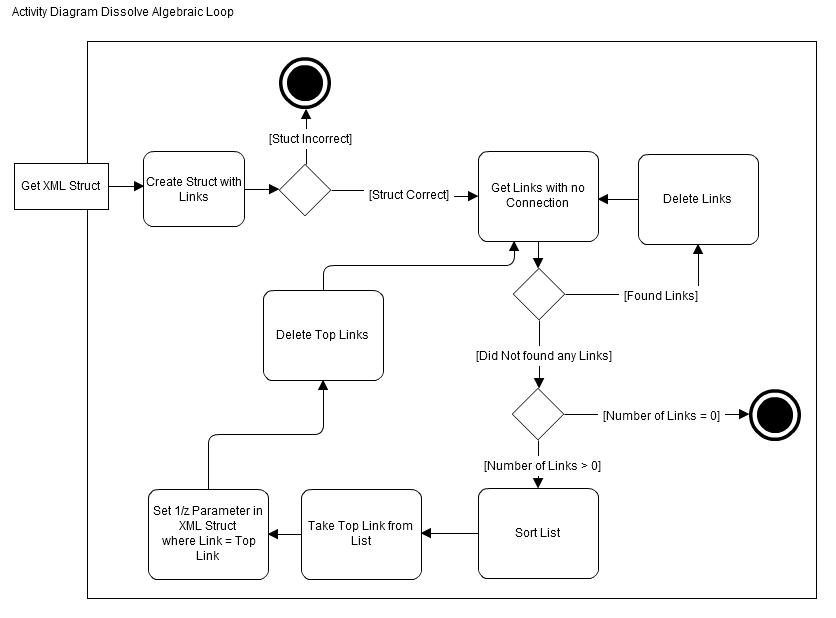 Activity Diagram Dissolve Algebraic Loop
[Stuct Incorrect]
Get XML Struct
Create Struct with
Links
[Struct Correct]
Get Links with no
Connection
Delete Links
[Found Links]
Delete Top Links
[Did Not found any Links]
[Number of Links = 0]
[Number of Links > 0]
Set 1/z Parameter in
XML Struct
where Link = Top
Link
Take Top Link from
List
Sort List